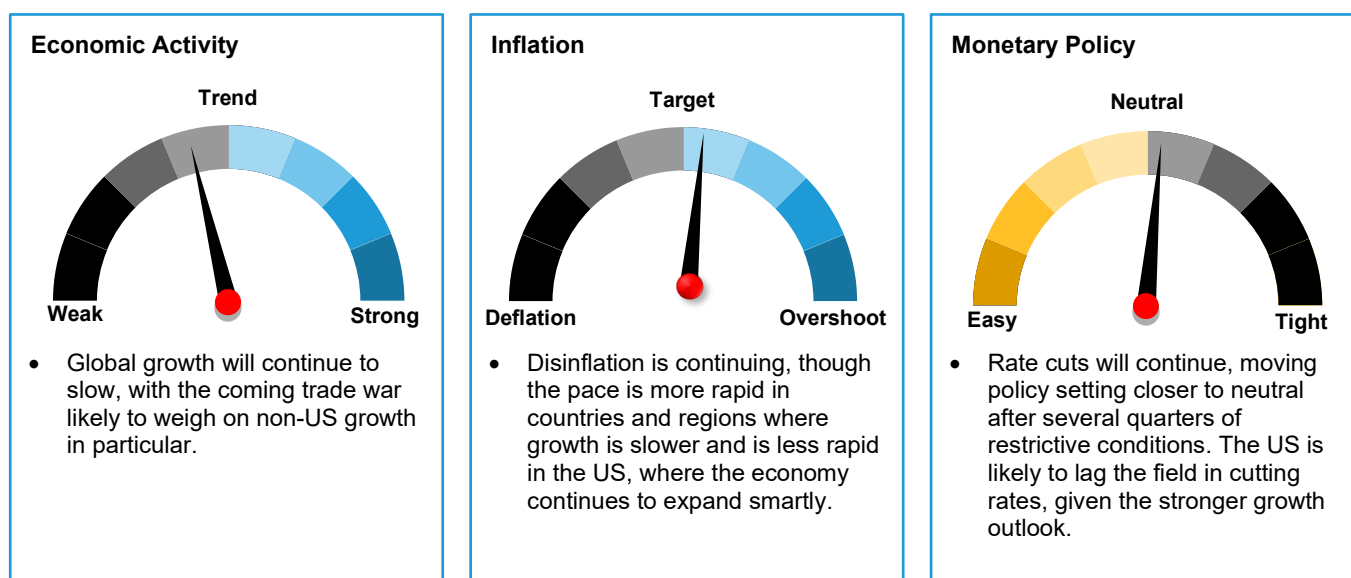 Economic Activity
Trend
Weak
Strong
• Global growth will continue to
slow, with the coming trade war
likely to weigh on non-US growth
in particular.
Inflation
Target
Deflation
Overshoot
• Disinflation is continuing, though
the pace is more rapid in
countries and regions where
growth is slower and is less rapid
in the US, where the economy
continues to expand smartly.
Monetary Policy
Neutral
Easy
Tight
• Rate cuts will continue, moving
policy setting closer to neutral
after several quarters of
restrictive conditions. The US is
likely to lag the field in cutting
rates, given the stronger growth
outlook.